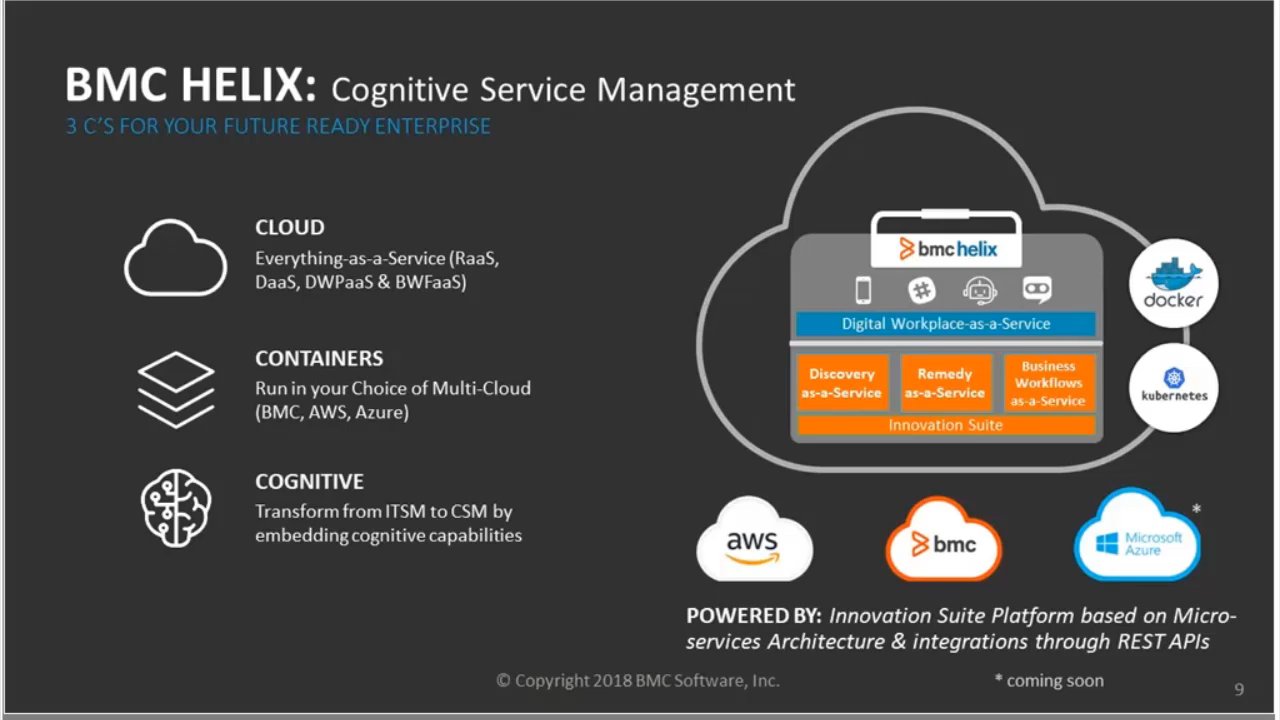 BMC HELIX: Cognitive Service Management
3 C'S FOR YOUR FUTURE READY ENTERPRISE
CLOUD
Everything-as-a-Service (RaaS,
DaaS, DWPaaS & BWFaaS)
CONTAINERS
Run in your Choice of Multi-Cloud
(BMC, AWS, Azure)
COGNITIVE
Transform from ITSM to CSM by
embedding cognitive capabilities
bmchelix
Digital Workplace-as-a-Service
Discovery
as-a-Service
Remedy
as-a-Service
Business
Workflows
as-a-Service
Innovation Suite
docker
kubernetes
aws
bmc
Microsoft
Azure
*
POWERED BY: Innovation Suite Platform based on Micro-
services Architecture & integrations through REST APIs
© Copyright 2018 BMC Software, Inc.
* coming soon
9